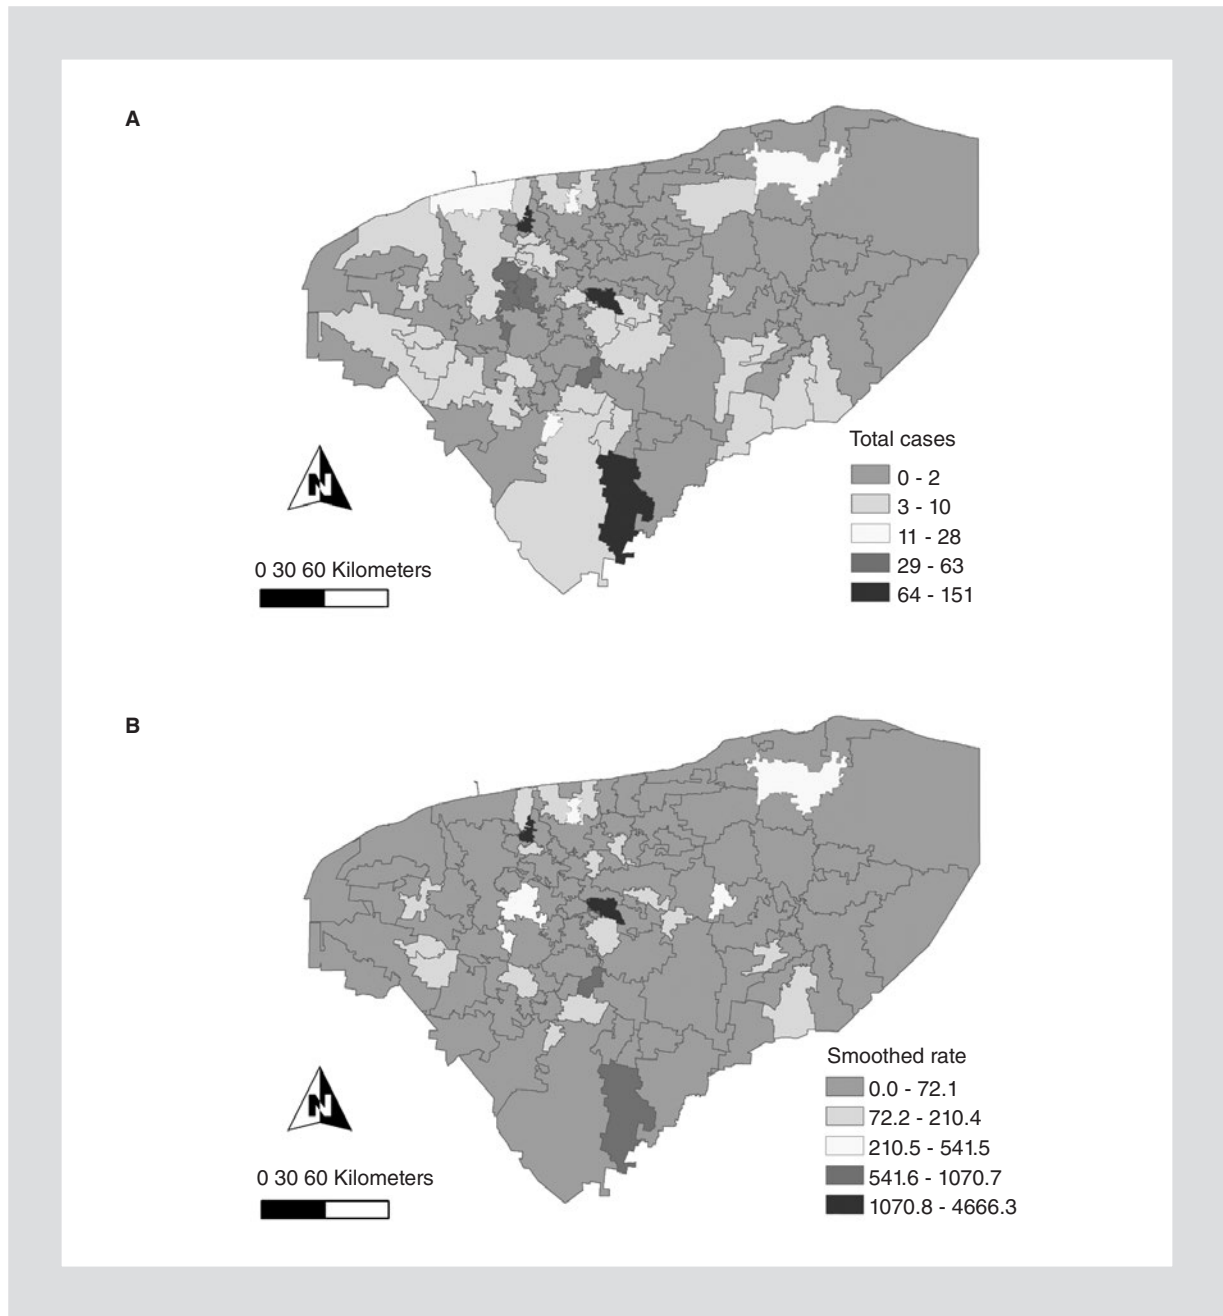 A
Total cases
0 - 2
3 - 10
11 - 28
29 - 63
64 - 151
N
0 30 60 Kilometers
B
Smoothed rate
0.0 - 72.1
72.2 - 210.4
210.5 - 541.5
541.6 - 1070.7
1070.8 - 4666.3
N
0 30 60 Kilometers